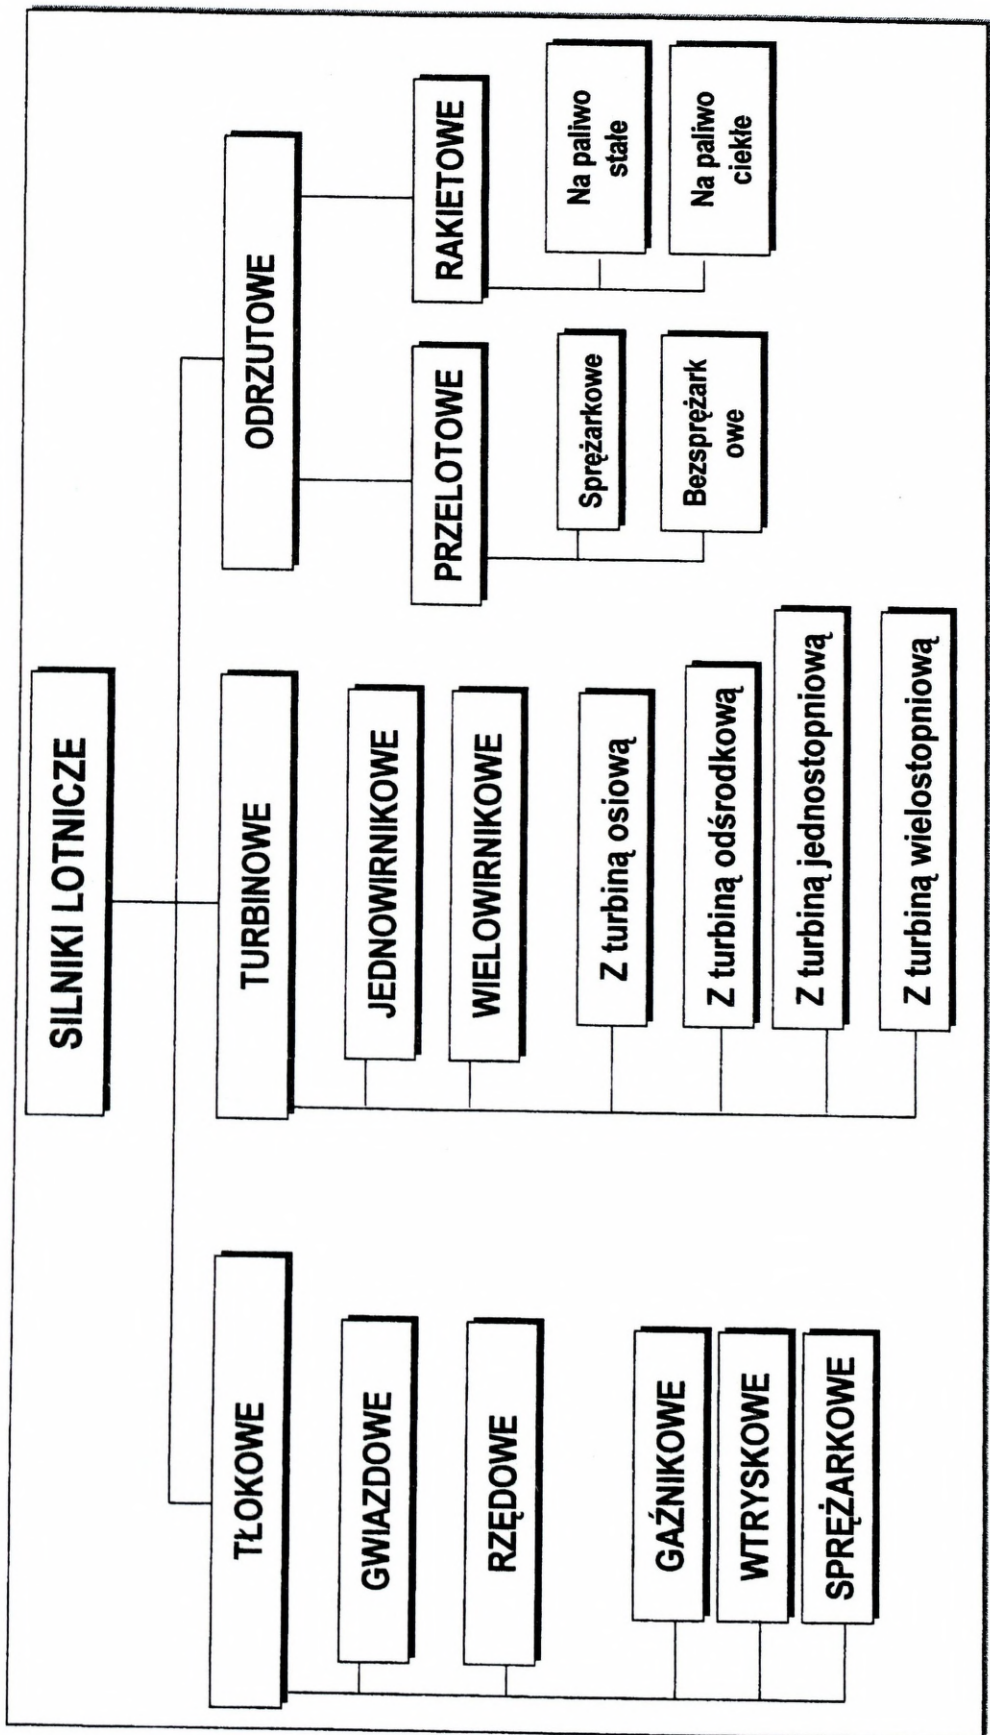 SILNIKI LOTNICZE
TŁOKOWE
GWIAZDOWE
RZĘDOWE
GAŹNIKOWE
WTRYSKOWE
SPRĘŻARKOWE
TURBINOWE
JEDNOWIRNIKOWE
WIELOWIRNIKOWE
Z turbiną osiową
Z turbiną odśrodkową
Z turbiną jednostopniową
Z turbiną wielostopniową
ODRZUTOWE
PRZELOTOWE
Sprężarkowe
Bezsprężark
owe
RAKIETOWE
Na paliwo
stałe
Na paliwo
ciekłe